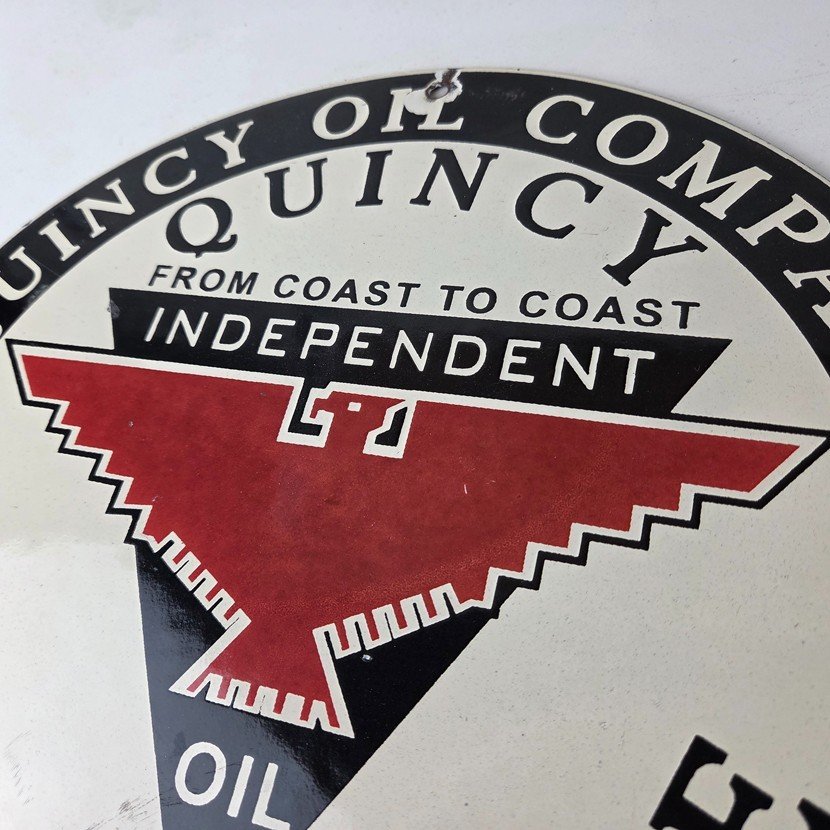 QUINCY OIL COMPA
QUINCY
FROM COAST TO COAST
INDEPENDENT
OIL